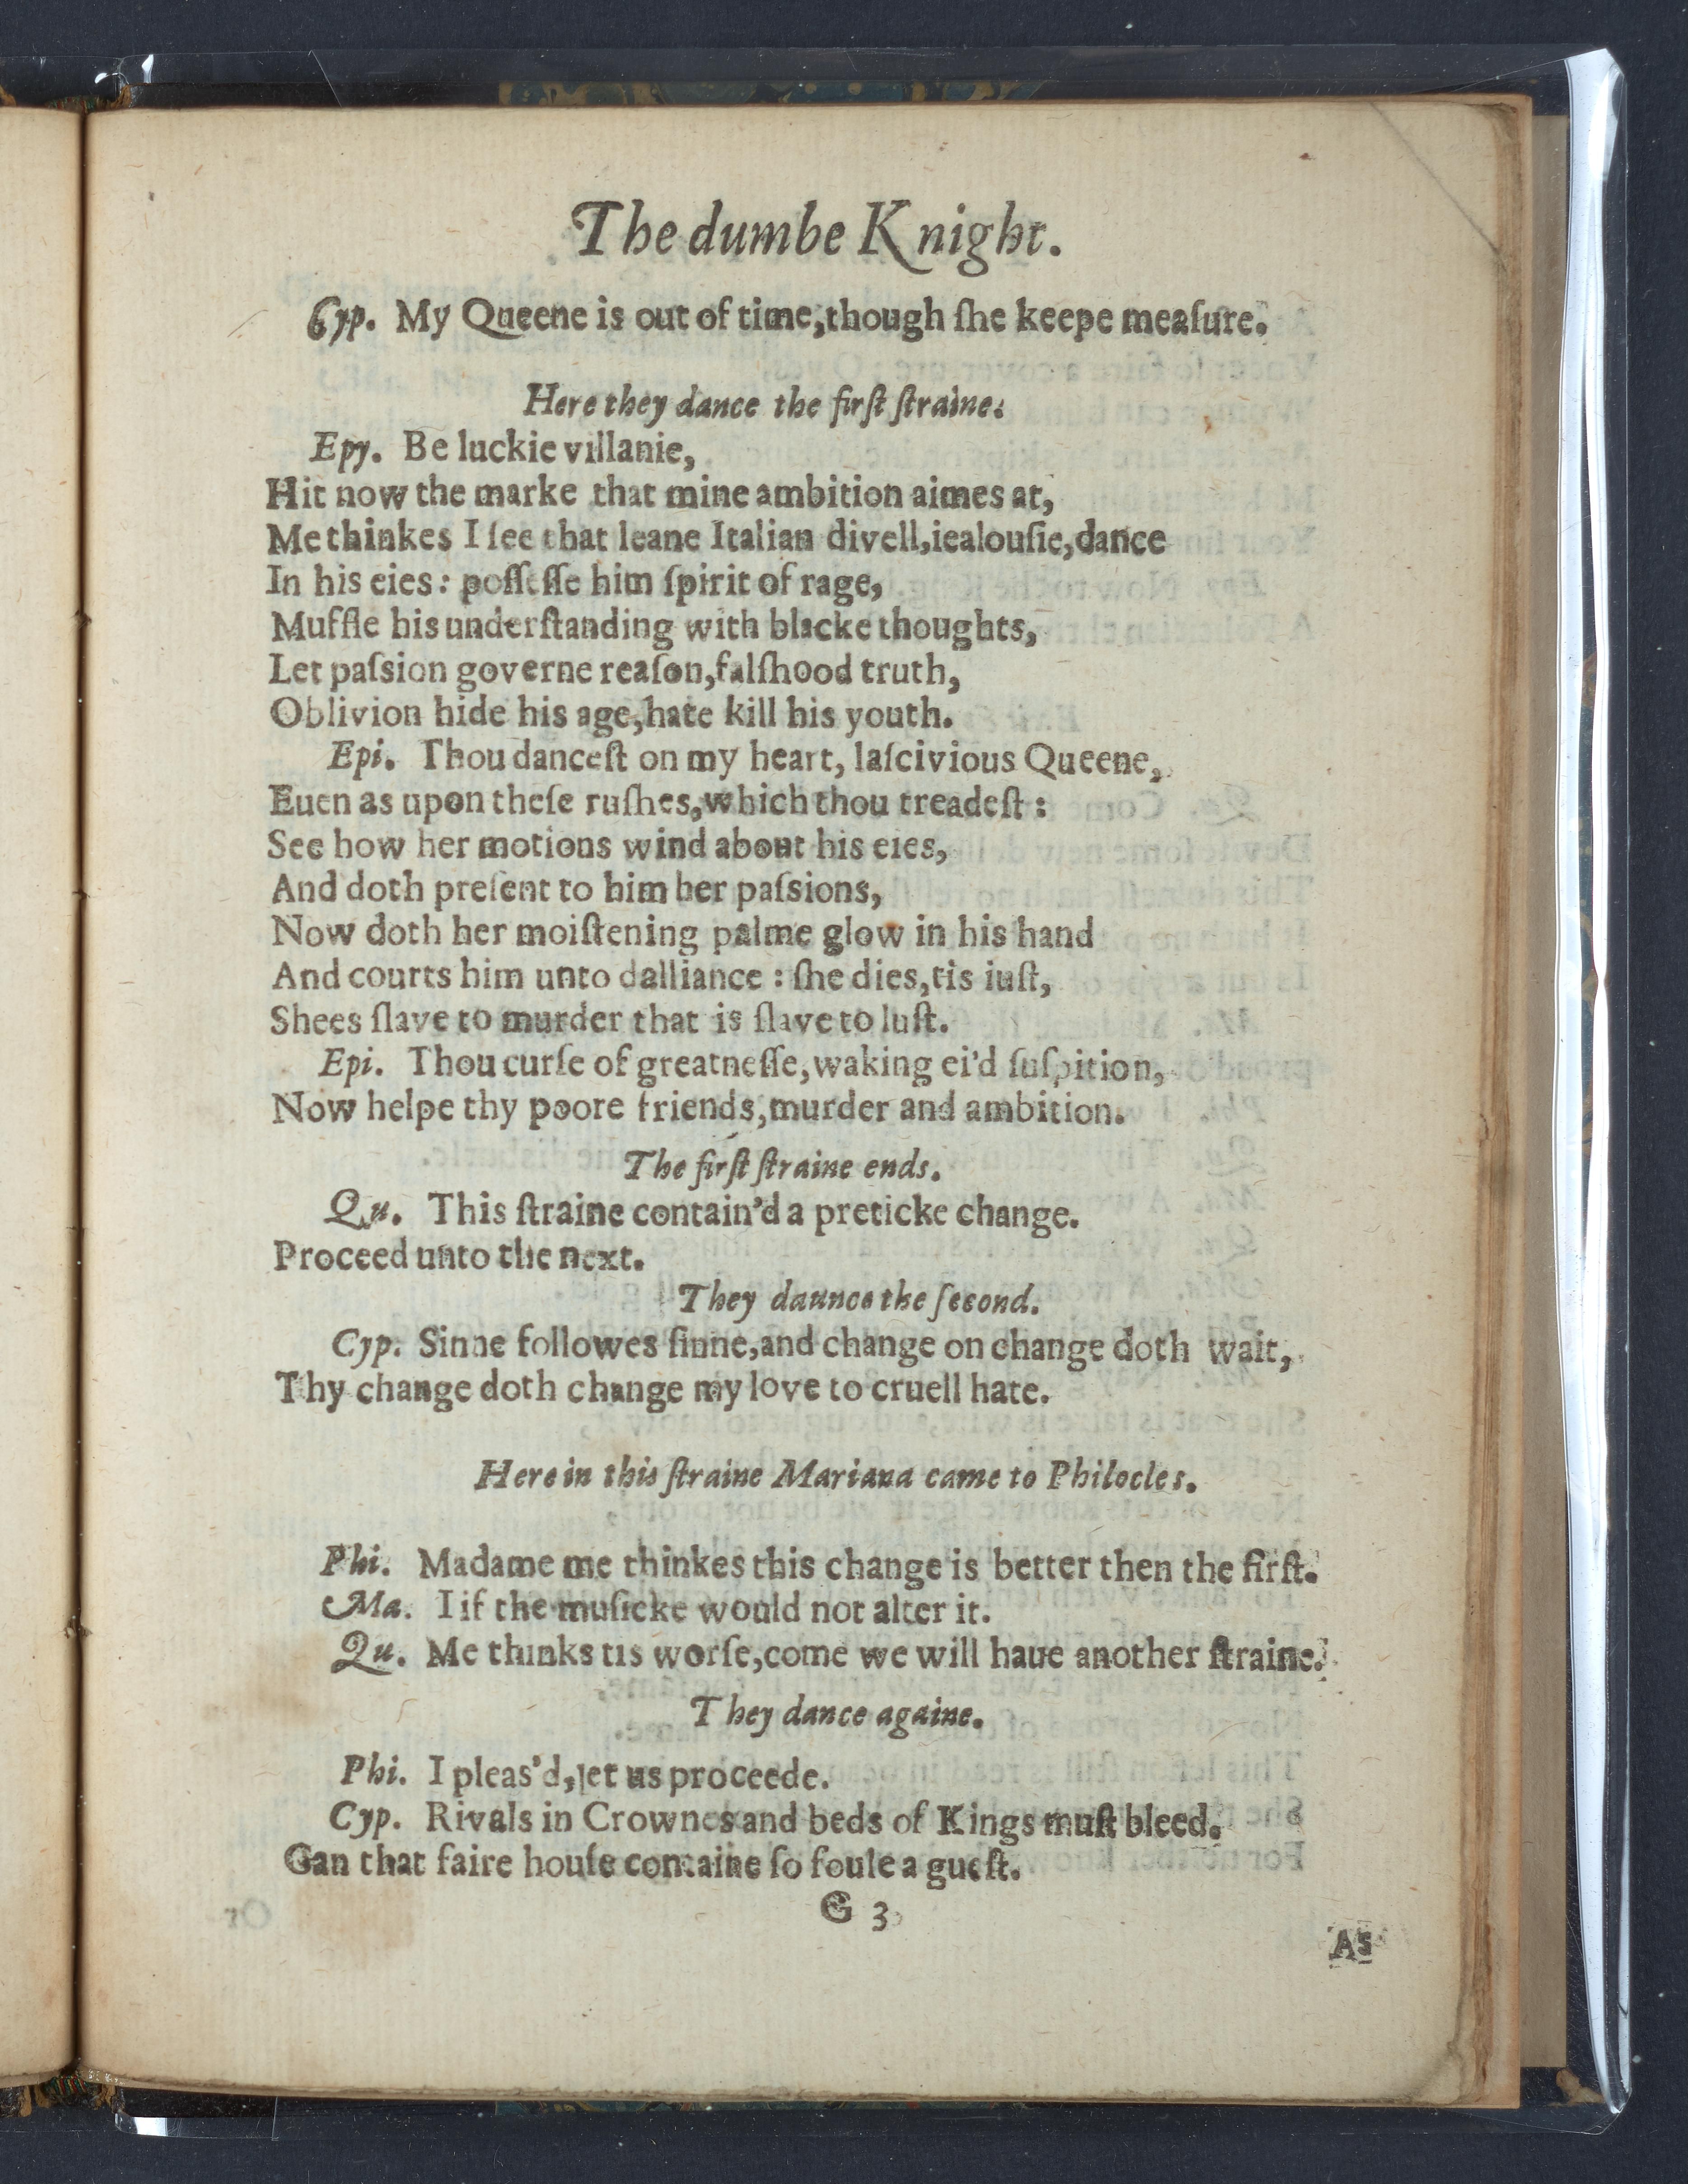 The dumbe Knight.
Cyp. My Queene is out of time,though ſhe keepe meaſure.
Here they dance the firſt ſtraine.
Epy. Be luckie villanie,
Hit now the marke that mine ambition aimes at,
Me thinkes I ſee that leane Italian divell,iealouſie,dance
In his eies: poſſeſſe him ſpirit of rage,
Muffle his underſtanding with blacke thoughts,
Let paſsion governe reaſon,falſhood truth,
Oblivion hide his age,hate kill his youth.
Epi. Thou danceſt on my heart, laſcivious Queene,
Euen as upon theſe ruſhes,which thou treadeſt :
See how her motions wind about his eies,
And doth preſent to him her paſsions,
Now doth her moiſtening palme glow in his hand
And courts him unto dalliance : ſhe dies,tis iuſt,
Shees ſlave to murder that is ſlave to luſt.
Epi. Thou curſe of greatneſſe,waking ei'd ſuſpition,
Now helpe thy poore friends,murder and ambition.
The firſt ſtraine ends.
Qu. This ſtraine contain'd a preticke change.
Proceed unto the next.
They daunce the ſecond.
Cyp. Sinne followes ſinne,and change on change doth wait,
Thy change doth change my love to cruell hate.
Here in this ſtraine Mariana came to Philocles.
Phi. Madame me thinkes this change is better then the firſt.
Ma. I if the muſicke would not alter it.
Qu. Me thinks tis worſe,come we will haue another ſtraine.
They dance againe.
Phi. I pleas'd,let us proceede.
Cyp. Rivals in Crownes and beds of Kings muſt bleed.
Can that faire houſe containe ſo foule a gueſt.
G 3
As